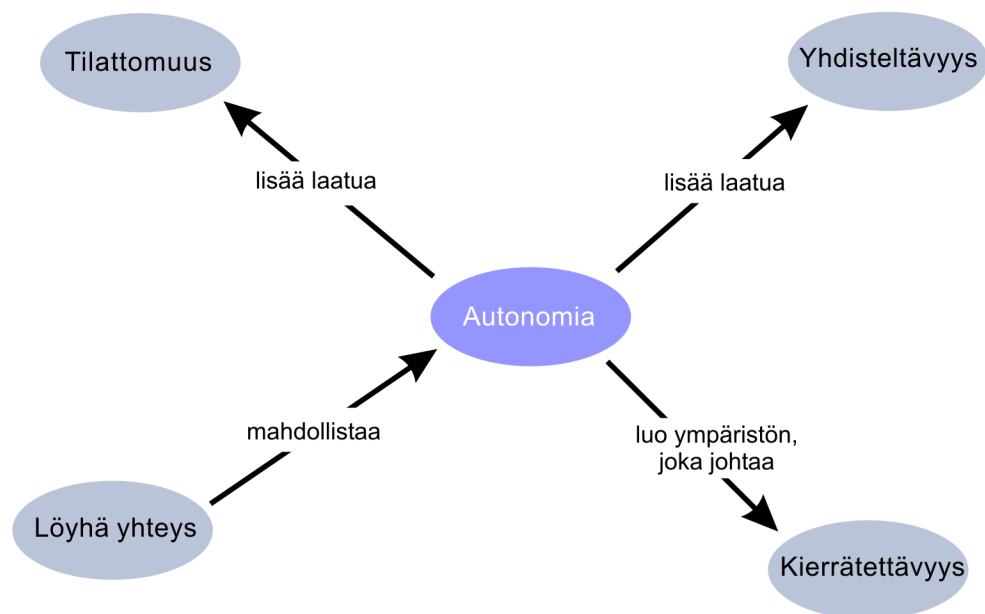 Tilattomuus
Yhdisteltävyys
lisää laatua
lisää laatua
Autonomia
mahdollistaa
luo ympäristön,
joka johtaa
Löyhä yhteys
Kierrätettävyys